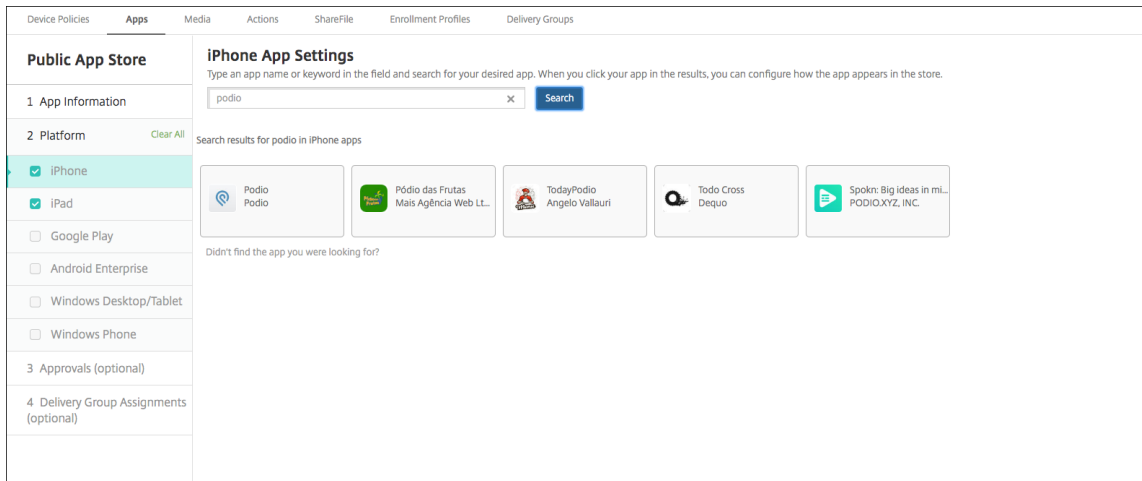 Device Policies Apps Media Actions ShareFile Enrollment Profiles Delivery Groups
Public App Store
1 App Information
2 Platform Clear All
iPhone
iPad
Google Play
Android Enterprise
Windows Desktop/Tablet
Windows Phone
3 Approvals (optional)
4 Delivery Group Assignments
(optional)
iPhone App Settings
Type an app name or keyword in the field and search for your desired app. When you click your app in the results, you can configure how the app appears in the store.
podio Search
Search results for podio in iPhone apps
Podio
Podio
Pódio das Frutas
Mais Agência Web Lt...
TodayPodio
Angelo Vallauri
Todo Cross
Dequo
Spokn: Big ideas in mi...
PODIO.XYZ, INC.
Didn't find the app you were looking for?